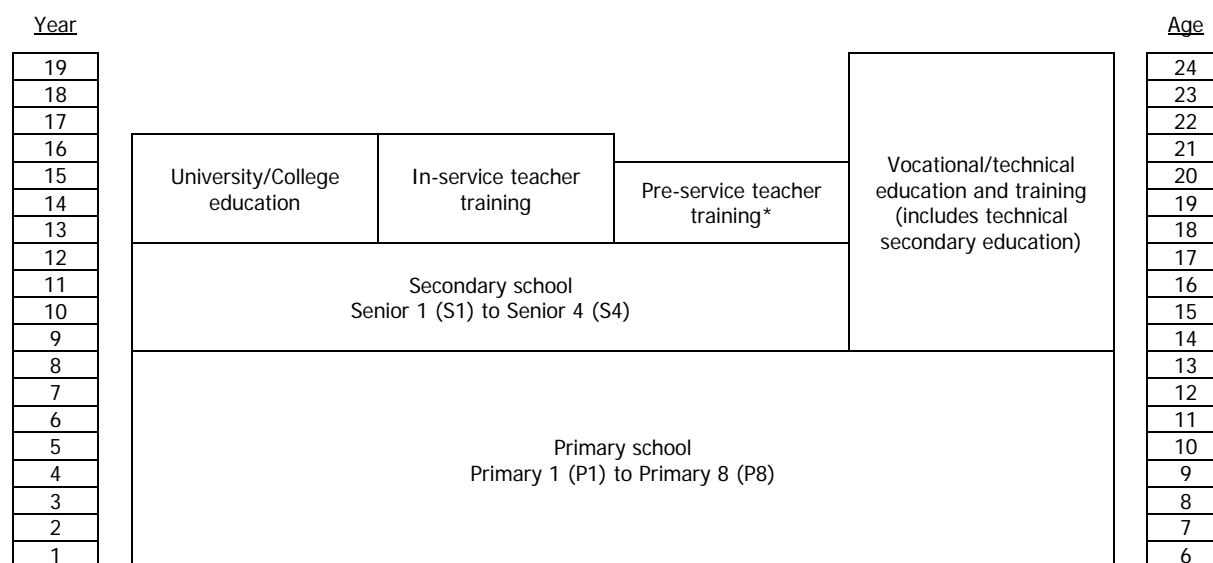 Year
Age
19
24
18
23
17
22
16
21
15
20
14
19
13
18
12
17
11
16
10
15
9
14
8
13
7
12
6
11
5
10
4
9
3
8
2
7
1
6
University/College
education
In-service teacher
training
Pre-service teacher
training*
Vocational/technical
education and training
(includes technical
secondary education)
Secondary school
Senior 1 (S1) to Senior 4 (S4)
Primary school
Primary 1 (P1) to Primary 8 (P8)